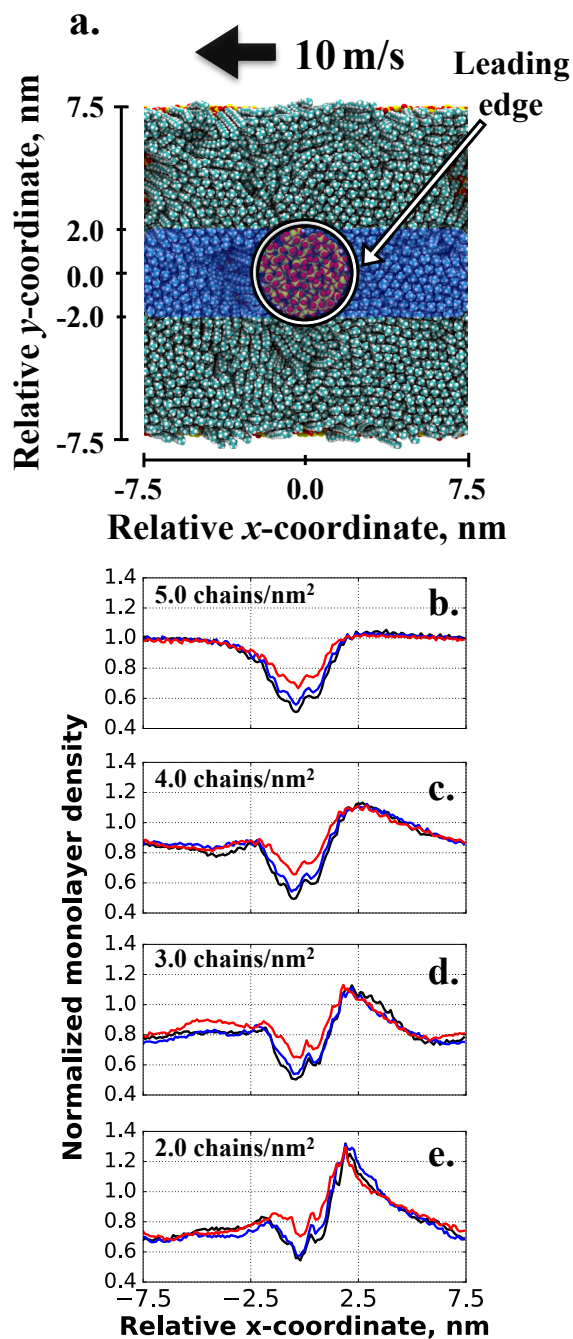 a.
10 m/s
Leading
edge
Relative y-coordinate, nm
7.5
2.0
0.0
-2.0
-7.5
-7.5 0.0 7.5
Relative x-coordinate, nm
Normalized monolayer density
5.0 chains/nm² b.
1.4
1.2
1.0
0.8
0.6
0.4
4.0 chains/nm² c.
1.4
1.2
1.0
0.8
0.6
0.4
3.0 chains/nm² d.
1.4
1.2
1.0
0.8
0.6
0.4
2.0 chains/nm² e.
1.4
1.2
1.0
0.8
0.6
0.4
−7.5 −2.5 2.5 7.5
Relative x-coordinate, nm